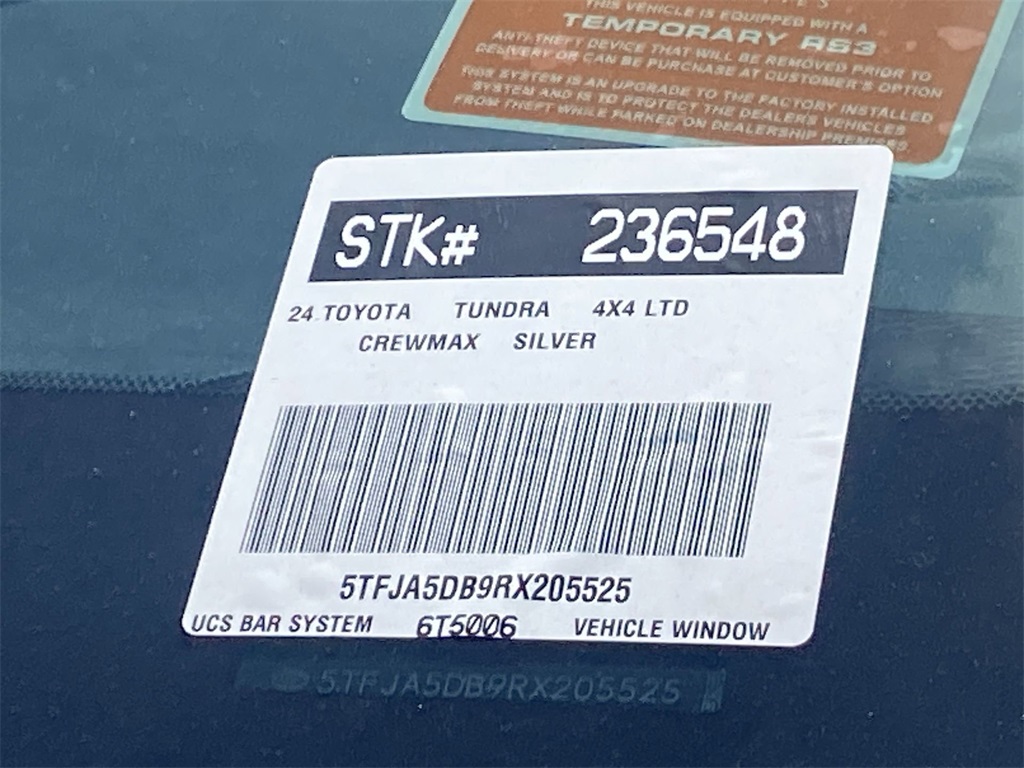 THIS VEHICLE IS EQUIPPED WITH A
TEMPORARY RS3
ANTI-THEFT DEVICE THAT WILL BE REMOVED PRIOR TO
DELIVERY OR CAN BE PURCHASE AT CUSTOMER'S OPTION
THIS SYSTEM IS AN UPGRADE TO THE FACTORY INSTALLED
SYSTEM AND IS TO PROTECT THE DEALERS VEHICLES
FROM THEFT WHILE PARKED ON DEALERSHIP PREMISES.
STK# 236548
24 TOYOTA TUNDRA 4X4 LTD
CREWMAX SILVER
5TFJA5DB9RX205525
UCS BAR SYSTEM 6T5006 VEHICLE WINDOW
5TFJA5DB9RX205525